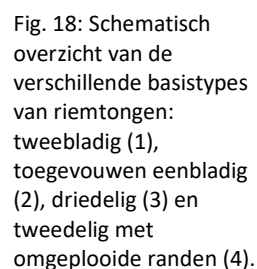 Fig. 18: Schematisch
overzicht van de
verschillende basistypes
van riemtongen:
tweebladig (1),
toegevouwen eenbladig
(2), driedelig (3) en
tweedelig met
omgeplooide randen (4).